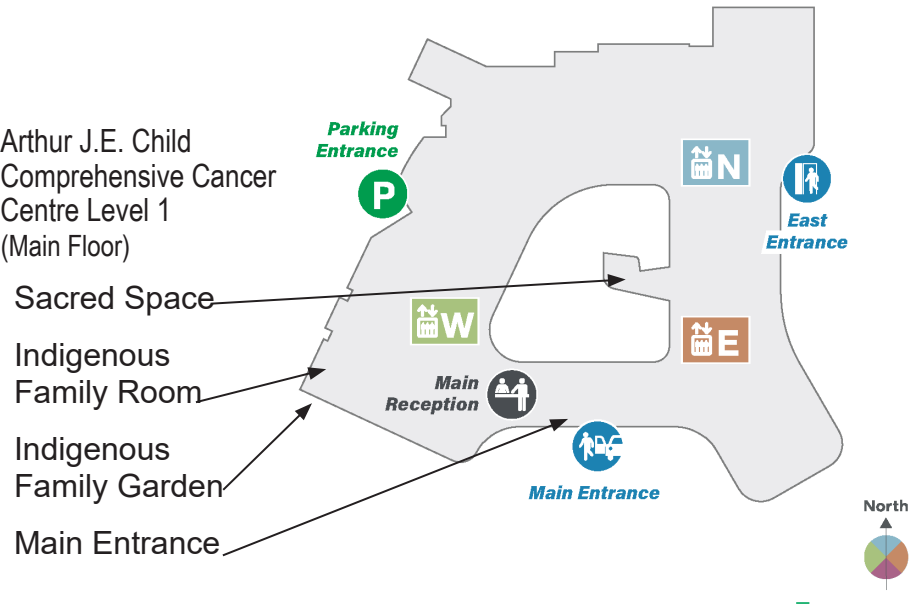 Arthur J.E. Child
Comprehensive Cancer
Centre Level 1
(Main Floor)
Sacred Space
Indigenous
Family Room
Indigenous
Family Garden
Main Entrance
Parking
Entrance
P
N
East
Entrance
W
E
Main
Reception
Main Entrance
North